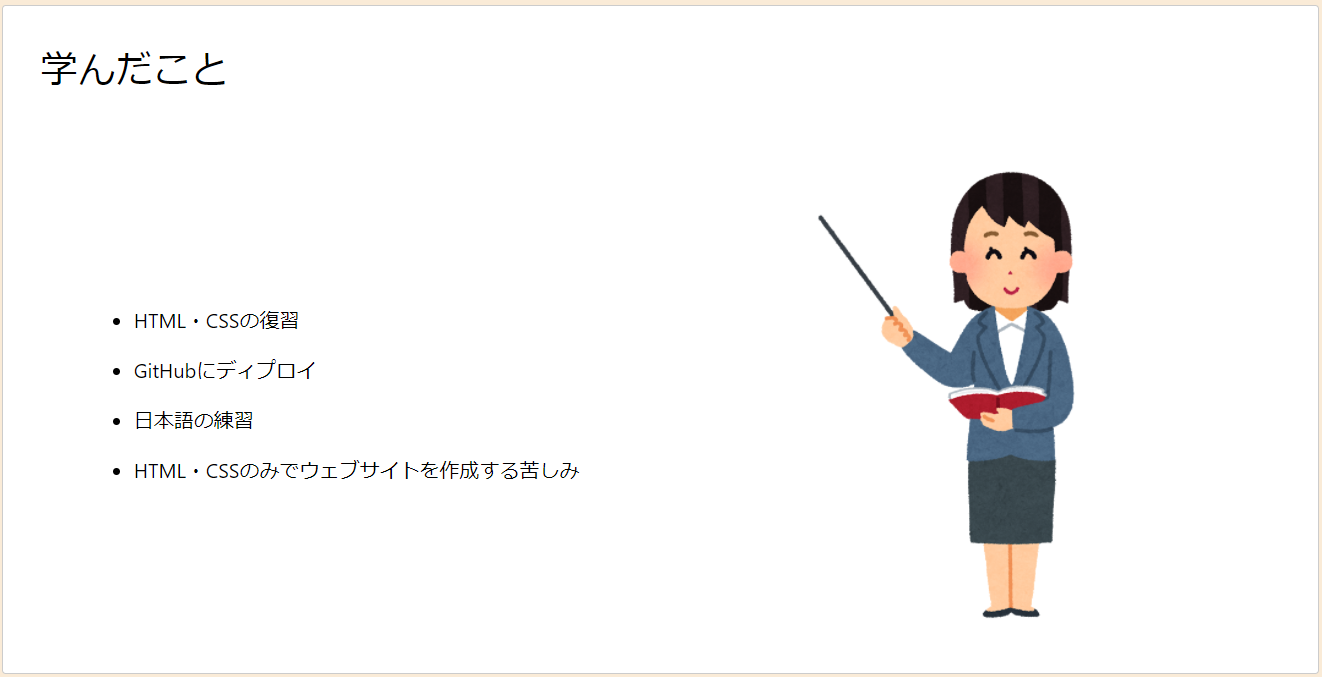 学んだこと
HTML・CSSの復習
GitHubにディプロイ
日本語の練習
HTML・CSSのみでウェブサイトを作成する苦しみ